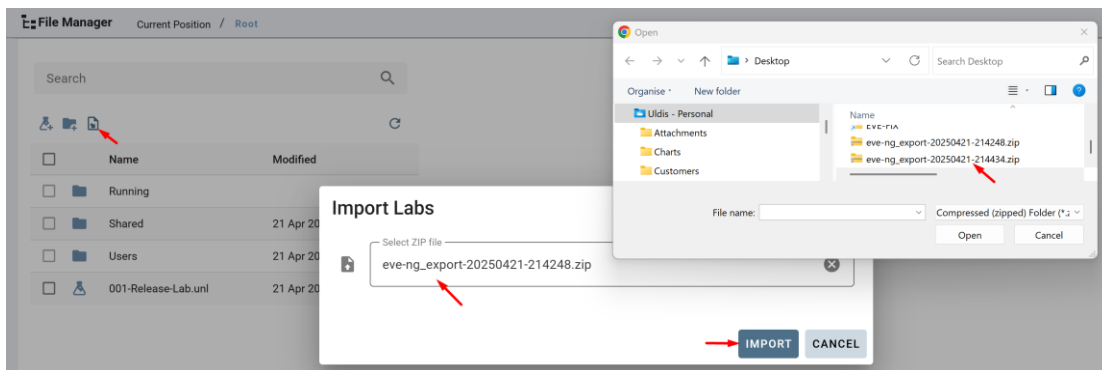 File Manager Current Position / Root
Search
Name Modified
Running
Shared 21 Apr 20
Users 21 Apr 20
001-Release-Lab.unl 21 Apr 20
Import Labs
Select ZIP file
eve-ng_export-20250421-214248.zip
IMPORT CANCEL
Open
Desktop
Search Desktop
Organise New folder
Uldis - Personal
Attachments
Charts
Customers
Name
eve-ng_export-20250421-214248.zip
eve-ng_export-20250421-214434.zip
File name:
Compressed (zipped) Folder (*.z
Open Cancel